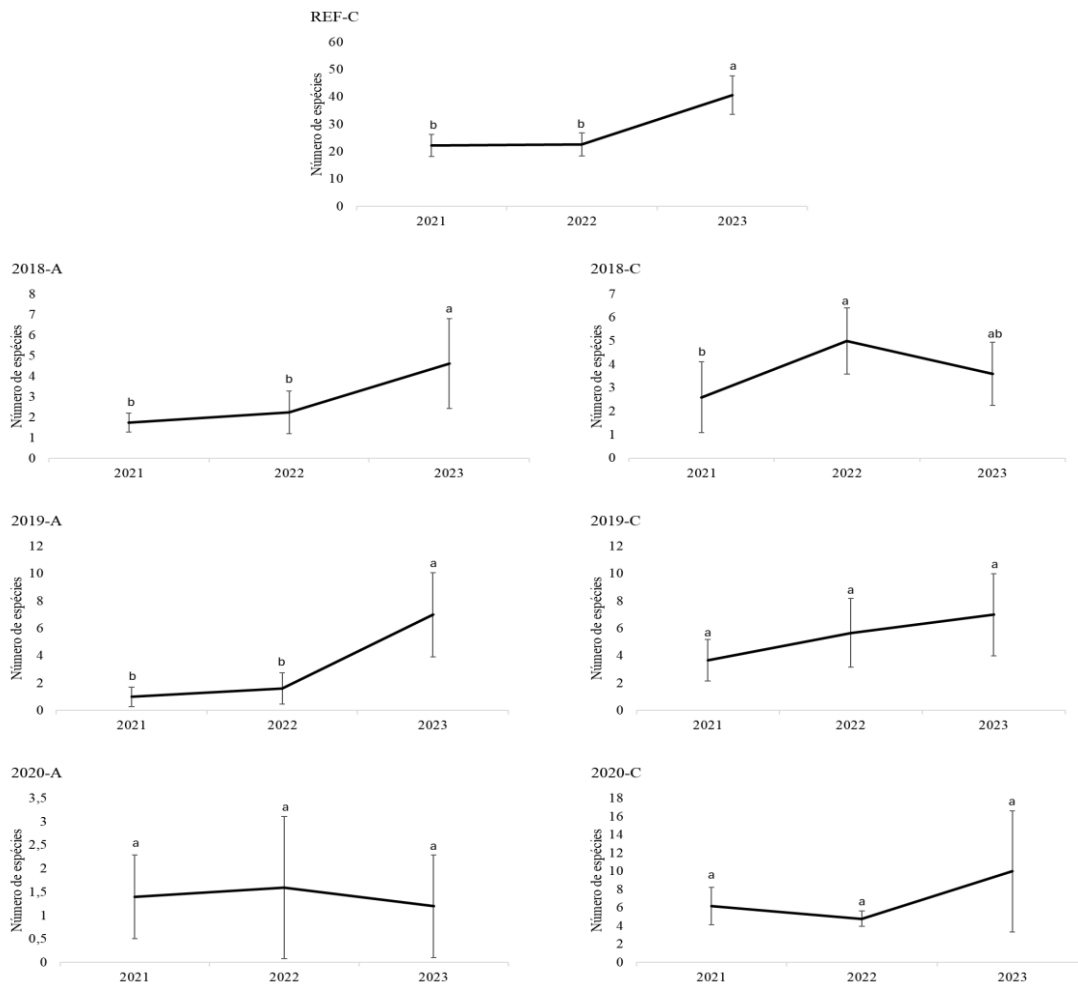 REF-C
Número de espécies
60
50
40
30
20
10
0
b
b
a
2021
2022
2023
2018-A
Número de espécies
8
7
6
5
4
3
2
1
0
b
b
a
2021
2022
2023
2018-C
Número de espécies
7
6
5
4
3
2
1
0
b
a
ab
2021
2022
2023
2019-A
Número de espécies
12
10
8
6
4
2
0
b
b
a
2021
2022
2023
2019-C
Número de espécies
12
10
8
6
4
2
0
a
a
a
2021
2022
2023
2020-A
Número de espécies
3,5
3
2,5
2
1,5
1
0,5
0
a
a
a
2021
2022
2023
2020-C
Número de espécies
18
16
14
12
10
8
6
4
2
0
a
a
a
2021
2022
2023